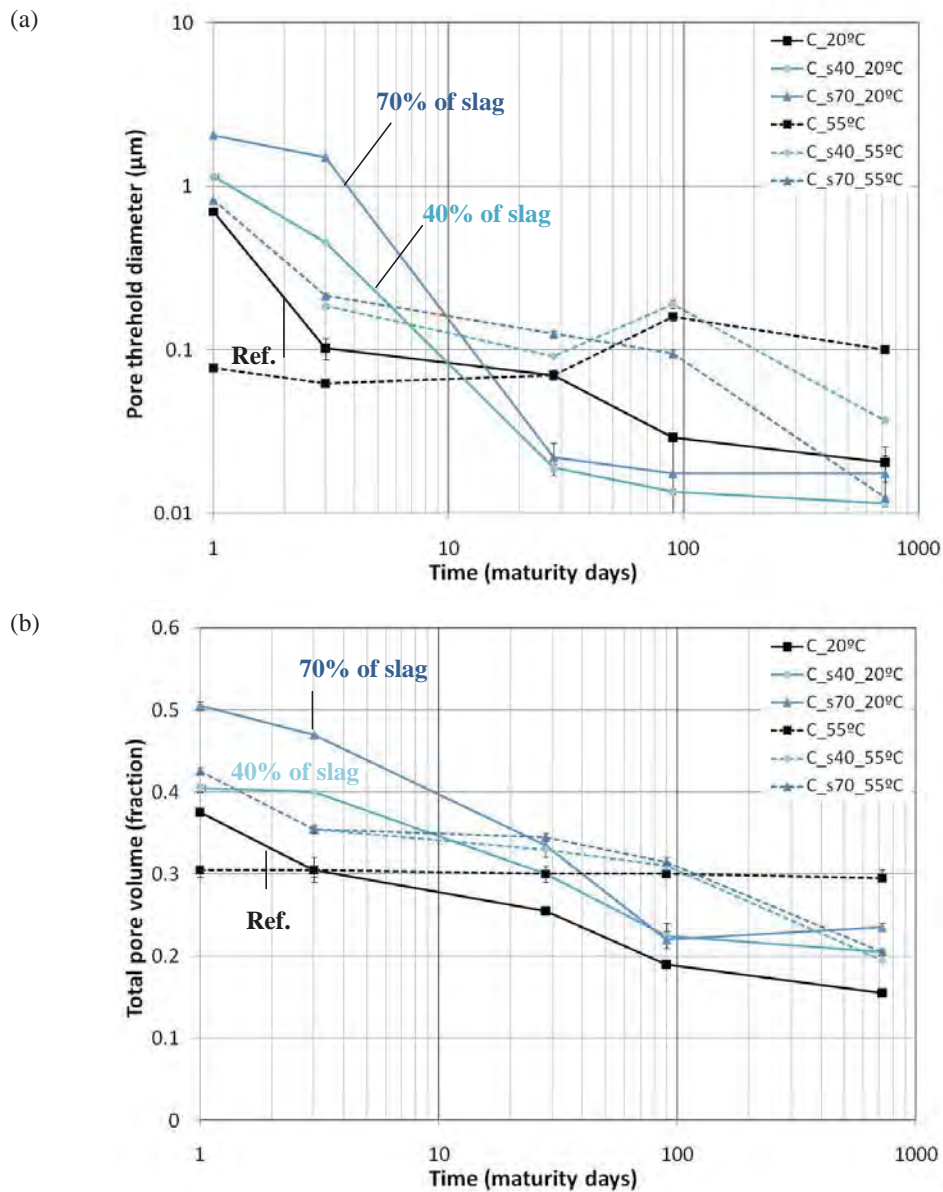 (a)
10
1
0.1
0.01
Pore threhold diameter (µm)
C_20ºC
C_s40_20ºC
C_s70_20ºC
C_55ºC
C_s40_55ºC
C_s70_55ºC
70% of slag
40% of slag
Ref.
1 10 100 1000
Time (maturity days)
(b)
0.6
0.5
0.4
0.3
0.2
0.1
0
Total pore volume (fraction)
C_20ºC
C_s40_20ºC
C_s70_20ºC
C_55ºC
C_s40_55ºC
C_s70_55ºC
70% of slag
40% of slag
Ref.
1 10 100 1000
Time (maturity days)